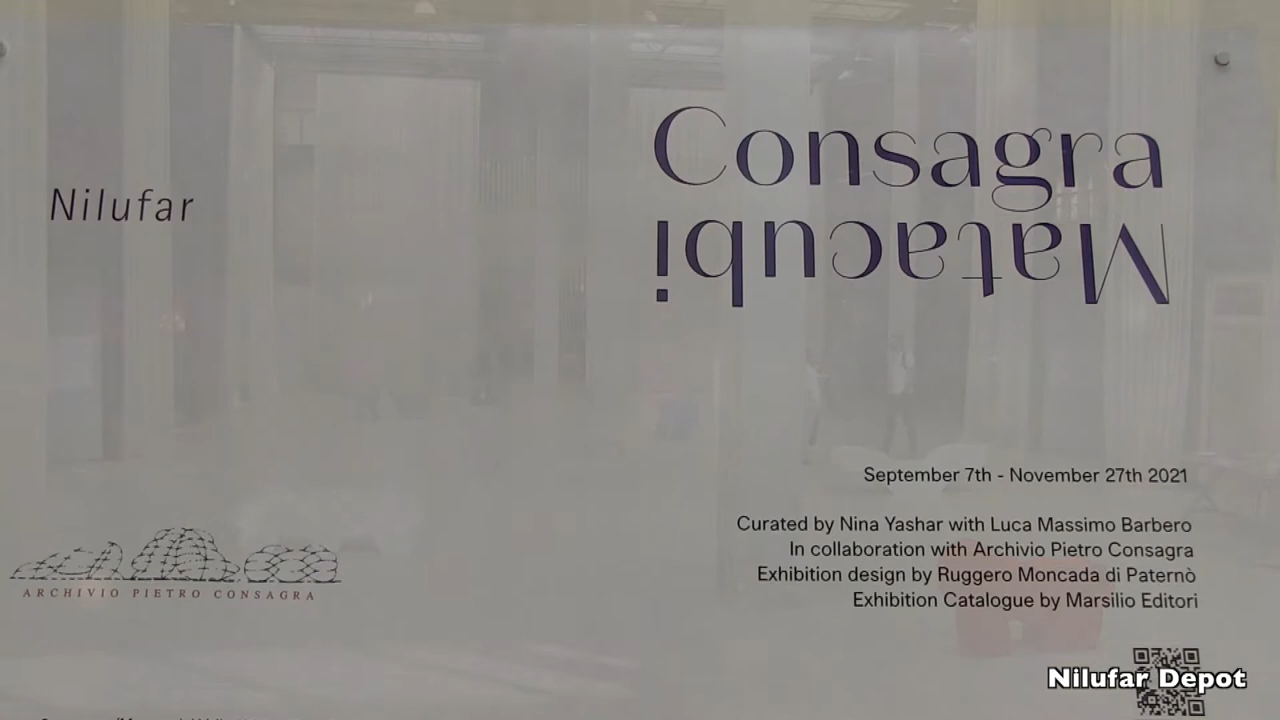 Nilufar
Consagra
Matacubi
September 7th - November 27th 2021
Curated by Nina Yashar with Luca Massimo Barbero
In collaboration with Archivio Pietro Consagra
Exhibition design by Ruggero Moncada di Paternò
Exhibition Catalogue by Marsilio Editori
ARCHIVIO PIETRO CONSAGRA
Nilufar Depot